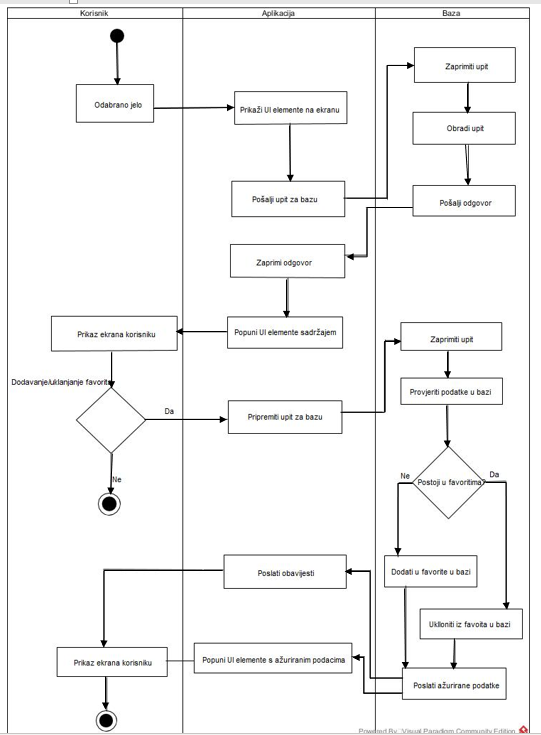 Korisnik
Aplikacija
Baza
Odabrano jelo
Prikaži UI elemente na ekranu
Zaprimiti upit
Obradi upit
Pošalji upit za bazu
Pošalji odgovor
Zaprimi odgovor
Prikaz ekrana korisniku
Popuni UI elemente sadržajem
Zaprimiti upit
Dodavanje/uklanjanje favorita
Da
Ne
Pripremiti upit za bazu
Provjeriti podatke u bazi
Postoji u favoritima?
Ne
Da
Poslati obavijesti
Dodati u favorite u bazi
Ukloniti iz favoita u bazi
Prikaz ekrana korisniku
Popuni UI elemente s ažuriranim podacima
Poslati ažurirane podatke
Powered By: Visual Paradigm Community Edition